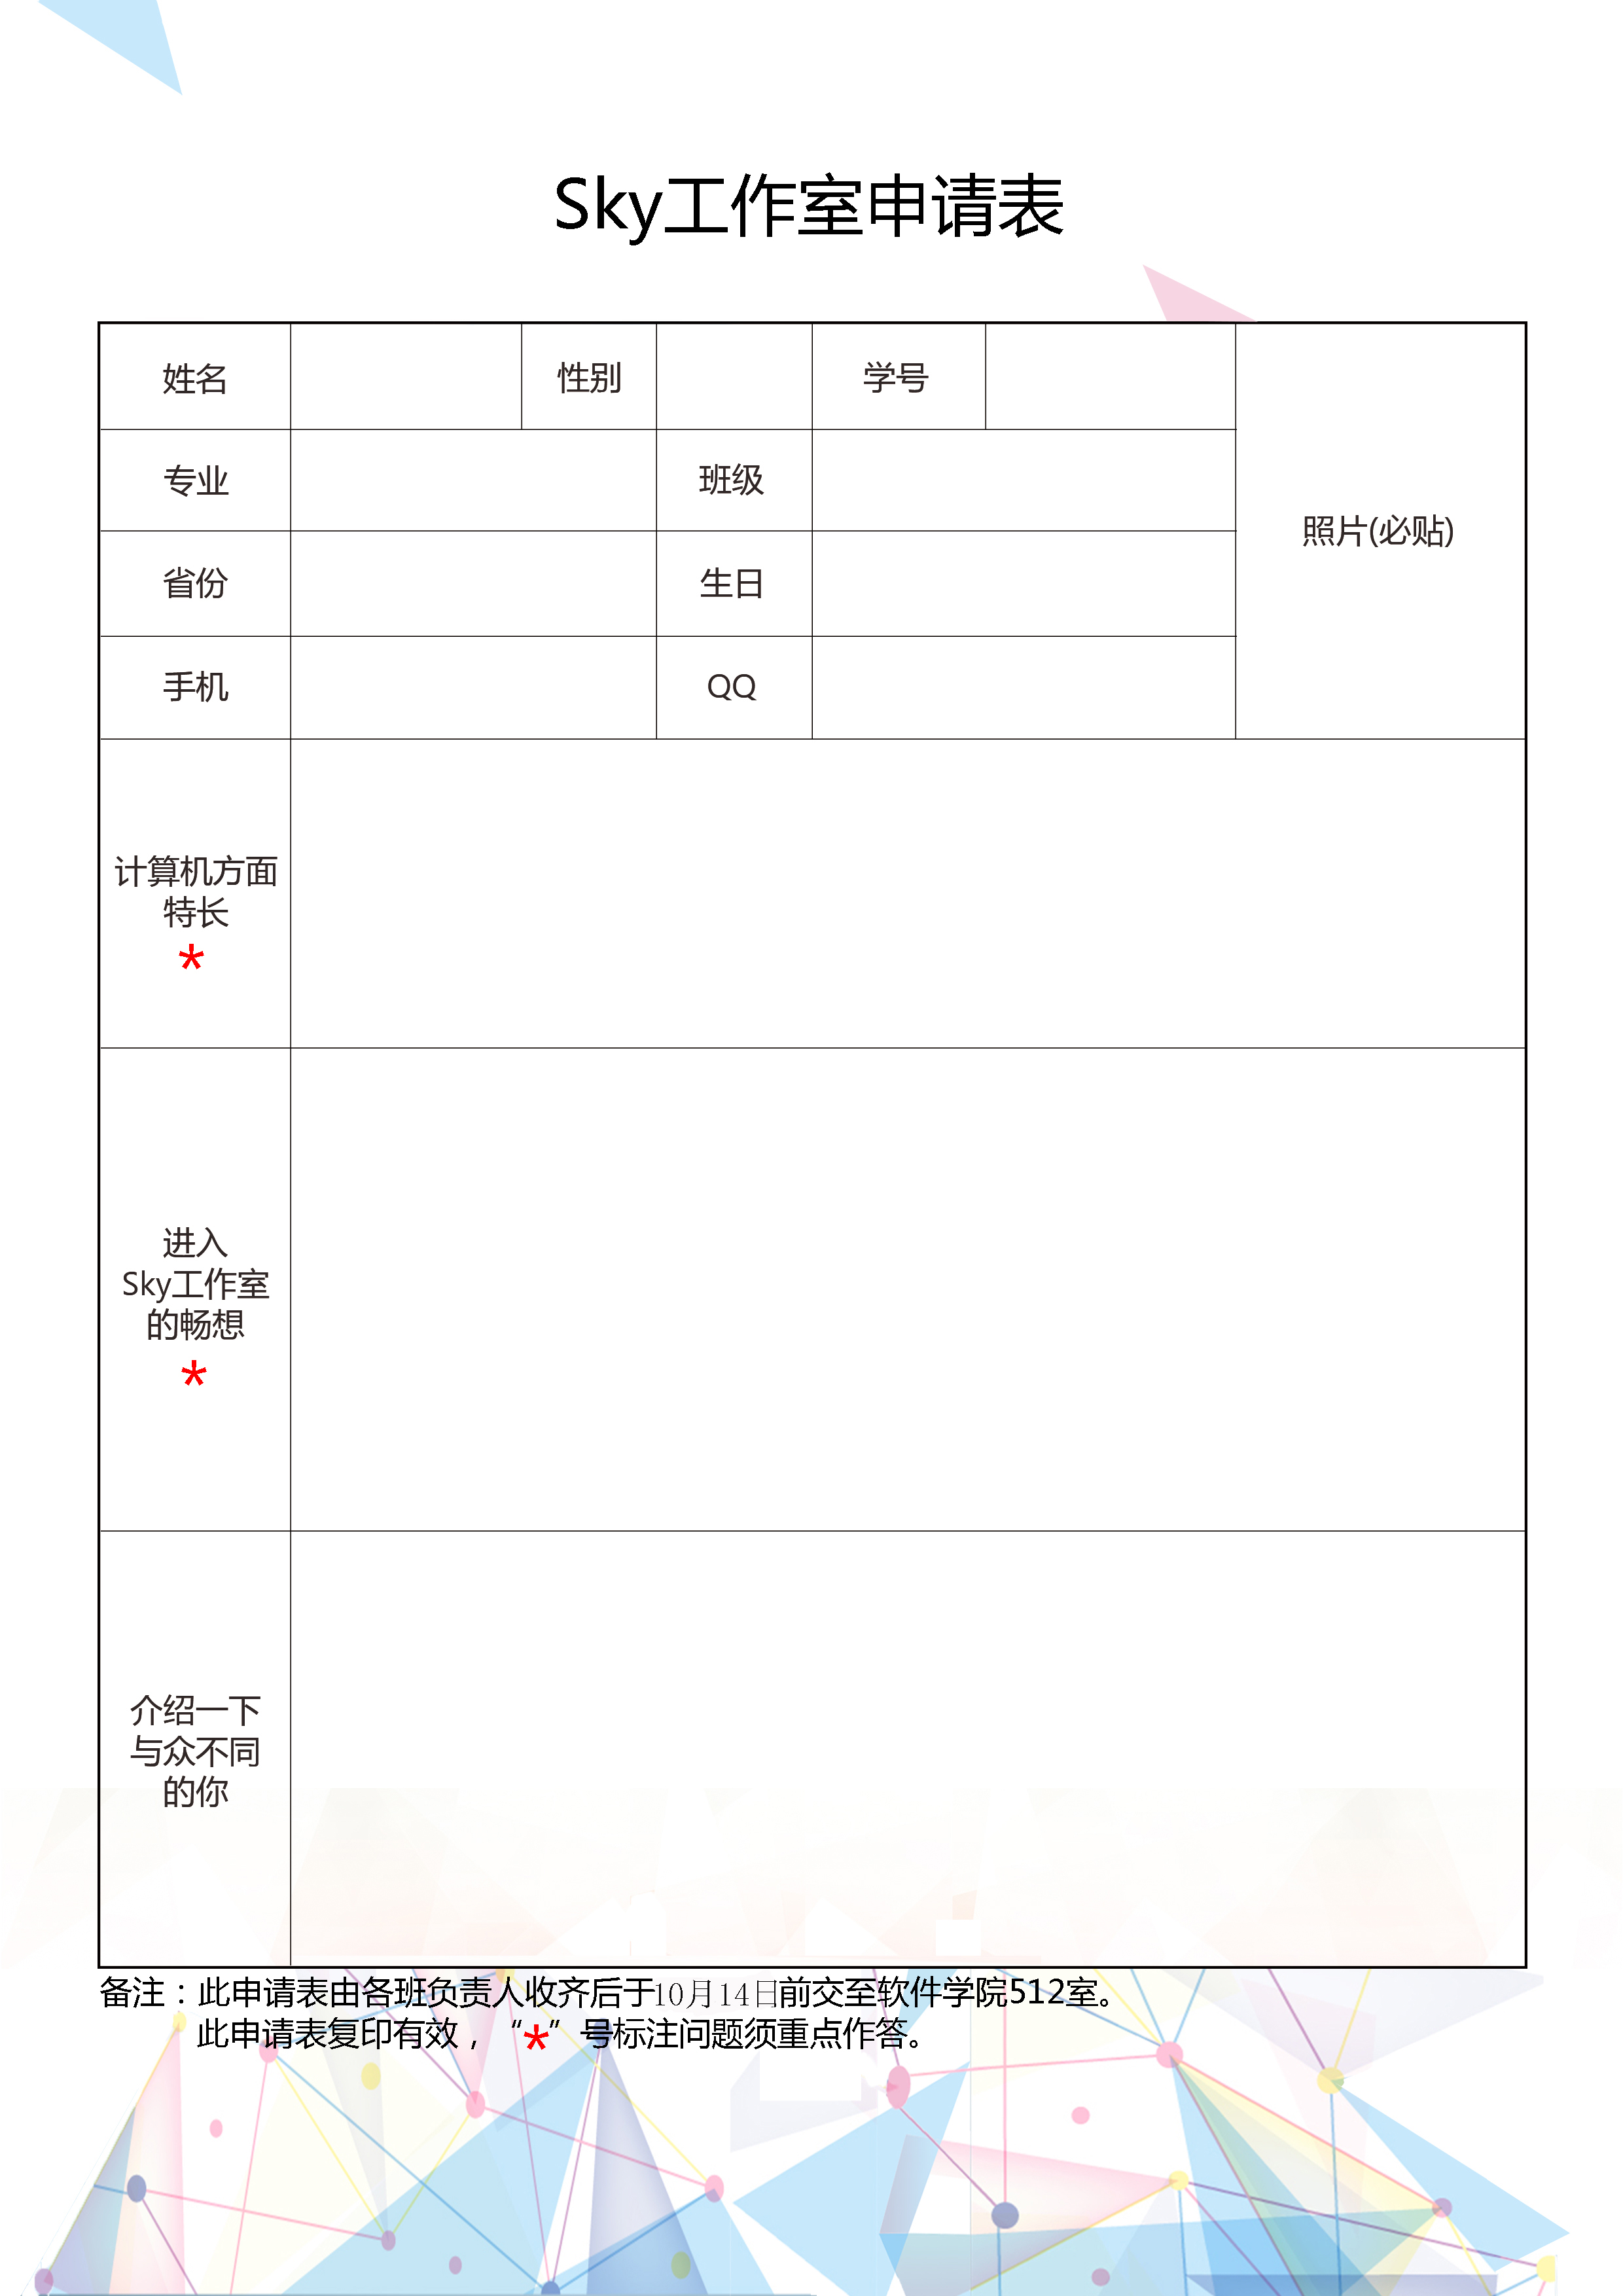 Sky工作室申请表
姓名 性别 学号
专业 班级
照片(必贴)
省份 生日
手机 QQ
计算机方面
特长
*
进入
Sky工作室
的畅想
*
介绍一下
与众不同
的你
备注：此申请表由各班负责人收齐后于10月14日前交至软件学院512室。
此申请表复印有效，“*”号标注问题须重点作答。